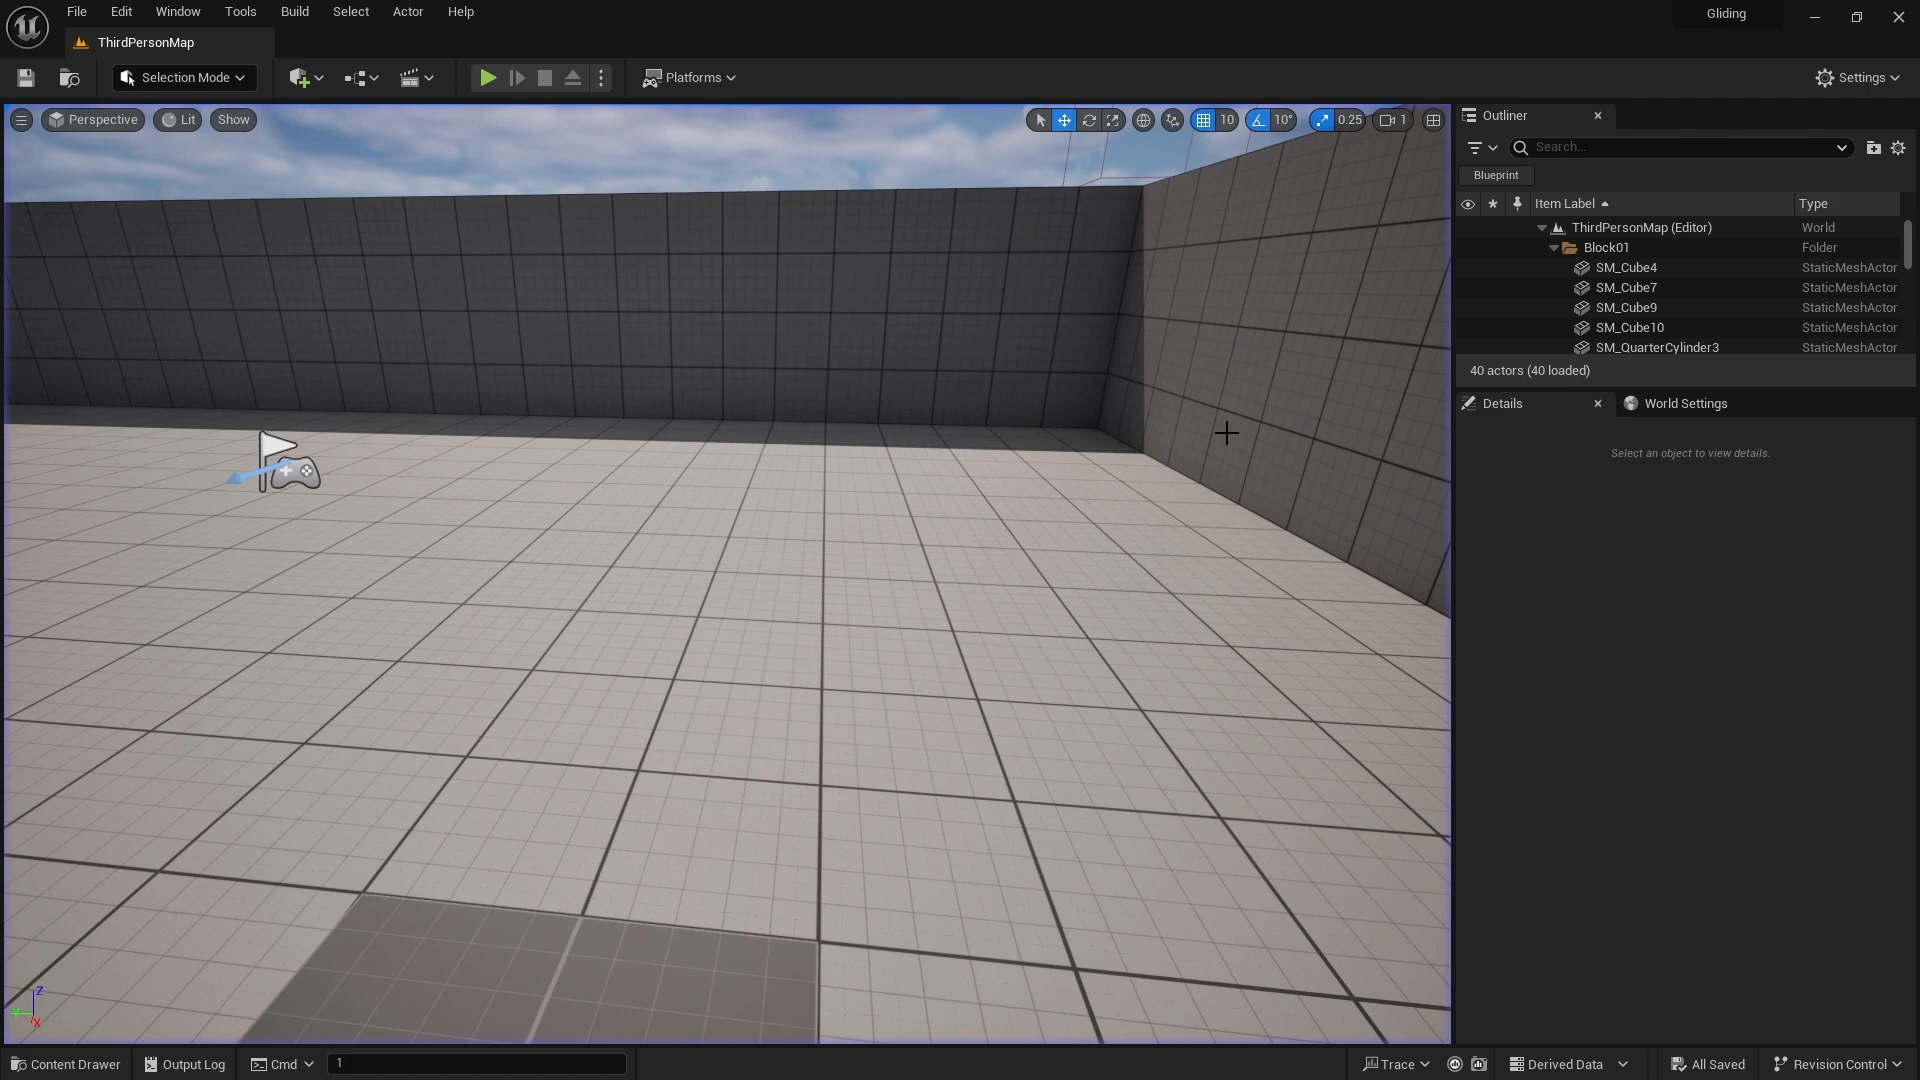 File Edit Window Tools Build Select Actor Help
Gliding
ThirdPersonMap
Selection Mode
Platforms
Settings
Perspective Lit Show
10 10° 0.25 1
Outliner
Search...
Blueprint
Item Label Type
ThirdPersonMap (Editor) World
Block01 Folder
SM_Cube4 StaticMeshActor
SM_Cube7 StaticMeshActor
SM_Cube9 StaticMeshActor
SM_Cube10 StaticMeshActor
SM_QuarterCylinder3 StaticMeshActor
40 actors (40 loaded)
Details World Settings
Select an object to view details.
Z
Y
X
Content Drawer Output Log Cmd 1 Trace Derived Data All Saved Revision Control